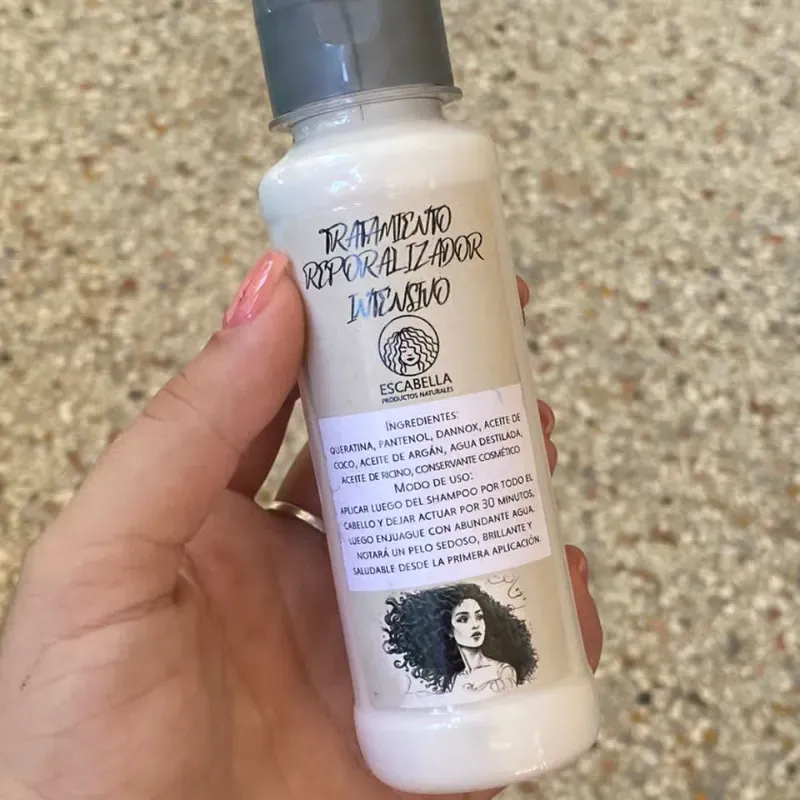 TRATAMIENTO
REPORALIZADOR
INTENSIVO
ESCABELLA
PRODUCTOS NATURALES
INGREDIENTES:
QUERATINA, PANTENOL, DANNOX, ACEITE DE
COCO, ACEITE DE ARGÁN, AGUA DESTILADA,
ACEITE DE RICINO, CONSERVANTE COSMÉTICO
MODO DE USO:
APLICAR LUEGO DEL SHAMPOO POR TODO EL
CABELLO Y DEJAR ACTUAR POR 30 MINUTOS,
LUEGO ENJUAGUE CON ABUNDANTE AGUA.
NOTARÁ UN PELO SEDOSO, BRILLANTE Y
SALUDABLE DESDE LA PRIMERA APLICACIÓN.